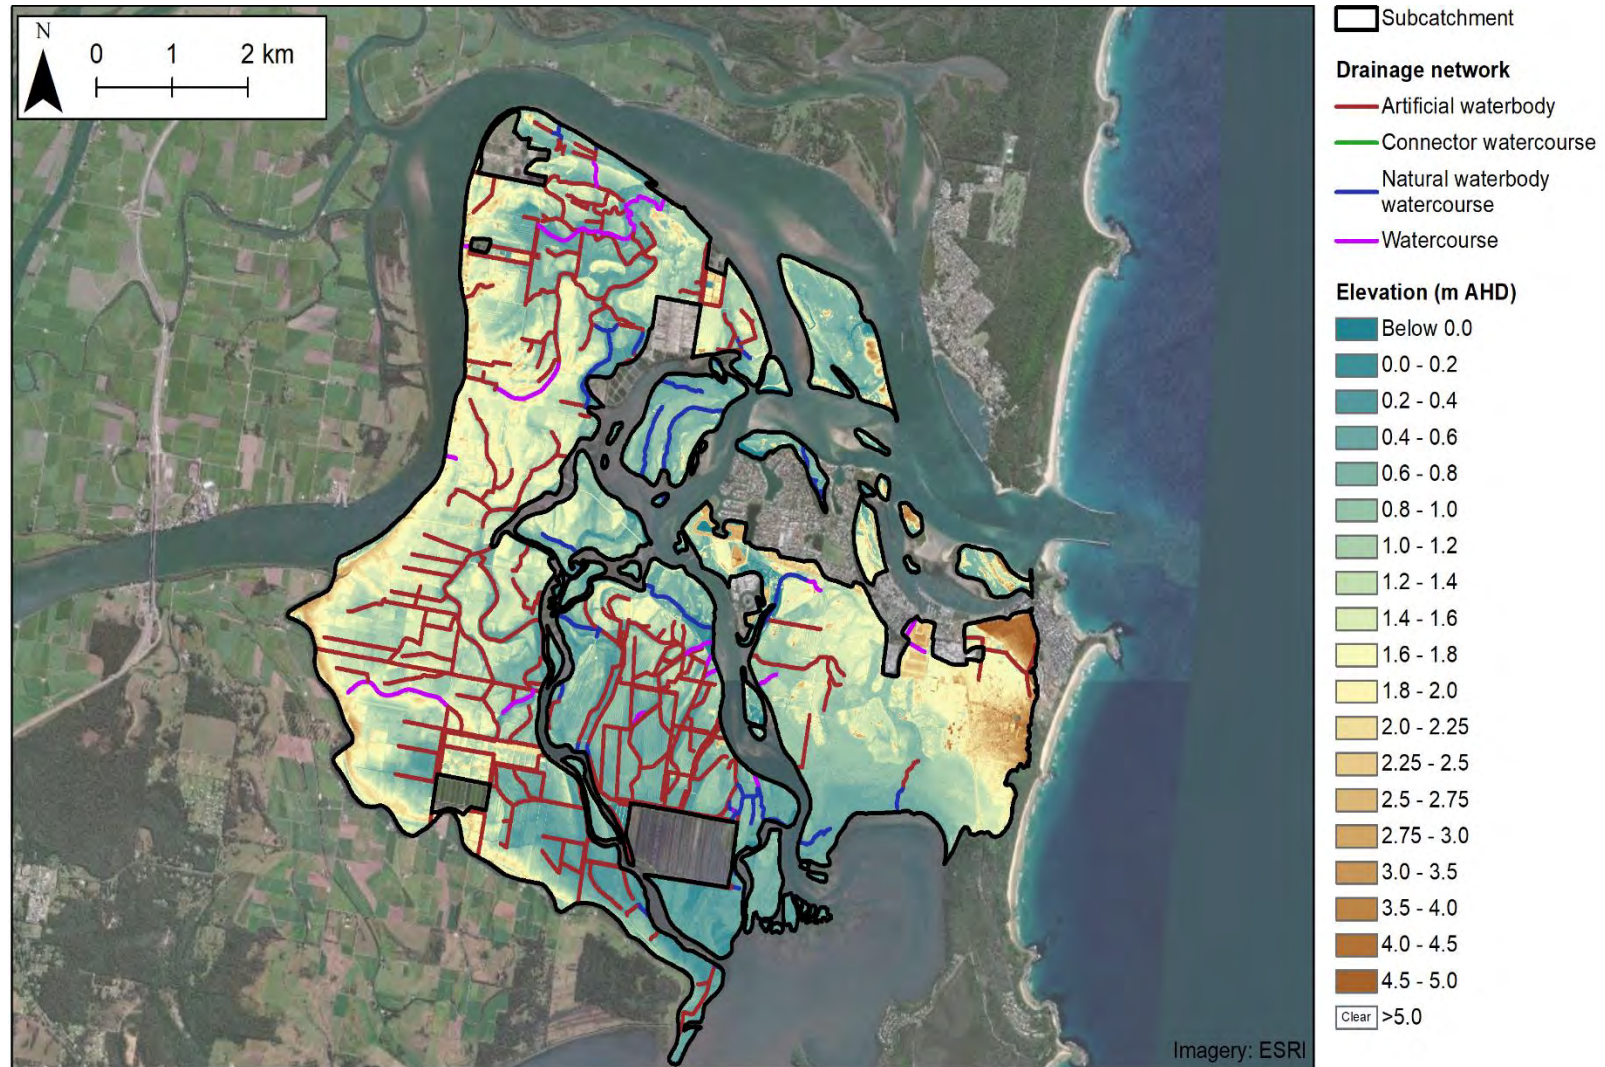 N
0 1 2 km
Subcatchment
Drainage network
Artificial waterbody
Connector watercourse
Natural waterbody
watercourse
Watercourse
Elevation (m AHD)
Below 0.0
0.0 - 0.2
0.2 - 0.4
0.4 - 0.6
0.6 - 0.8
0.8 - 1.0
1.0 - 1.2
1.2 - 1.4
1.4 - 1.6
1.6 - 1.8
1.8 - 2.0
2.0 - 2.25
2.25 - 2.5
2.5 - 2.75
2.75 - 3.0
3.0 - 3.5
3.5 - 4.0
4.0 - 4.5
4.5 - 5.0
Clear >5.0
Imagery: ESRI